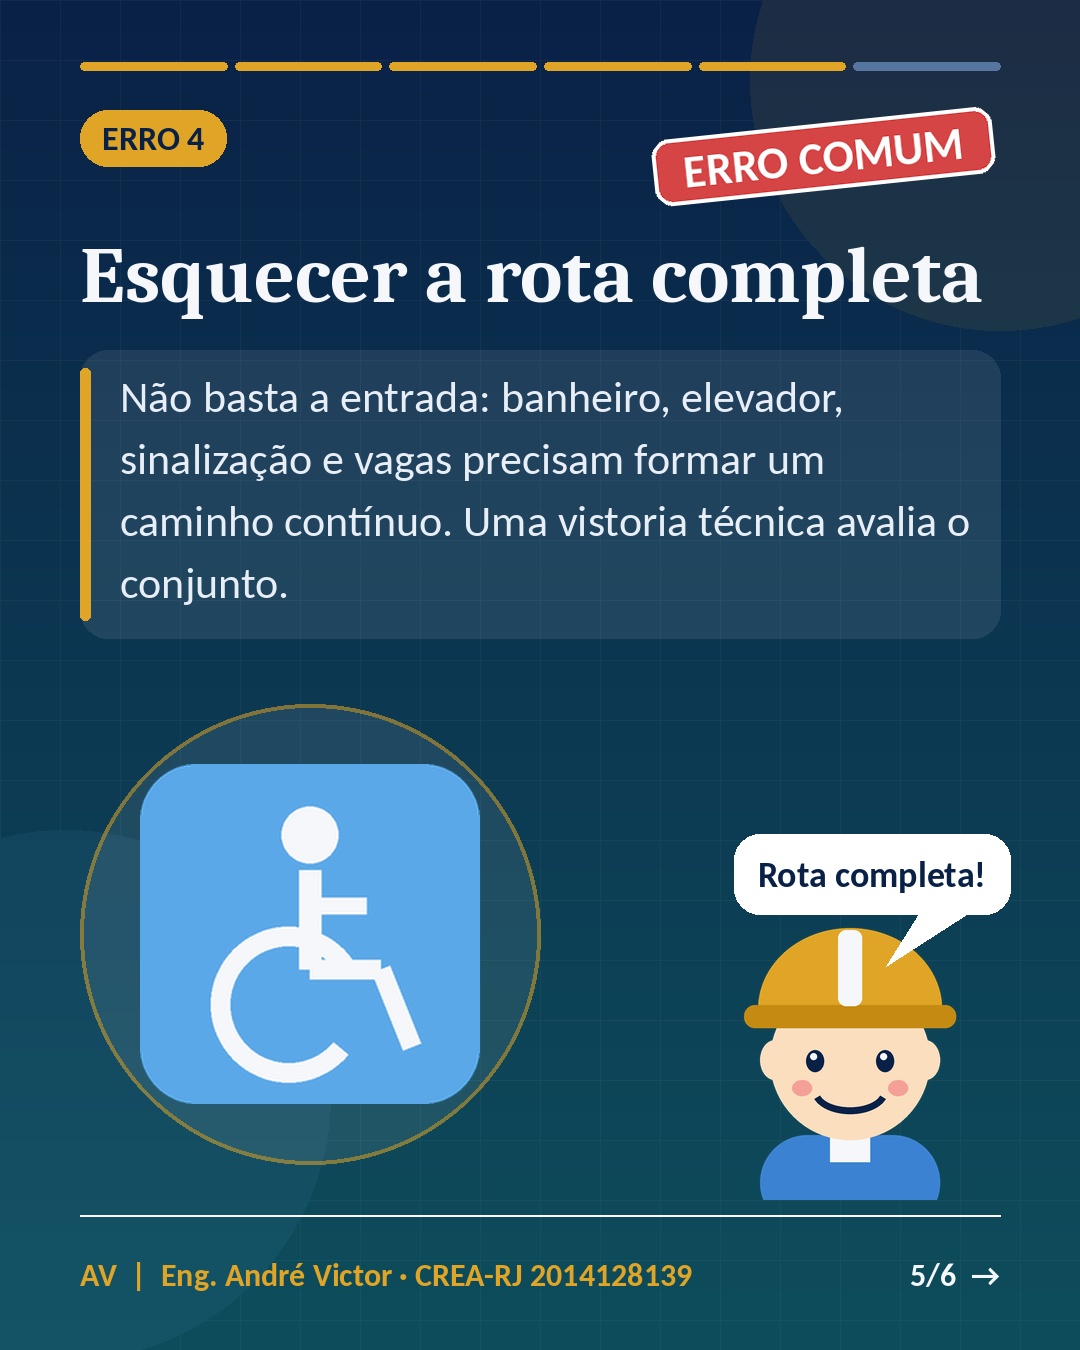 ERRO 4
ERRO COMUM
Esquecer a rota completa
Não basta a entrada: banheiro, elevador,
sinalização e vagas precisam formar um
caminho contínuo. Uma vistoria técnica avalia o
conjunto.
Rota completa!
AV | Eng. André Victor · CREA-RJ 2014128139
5/6 →